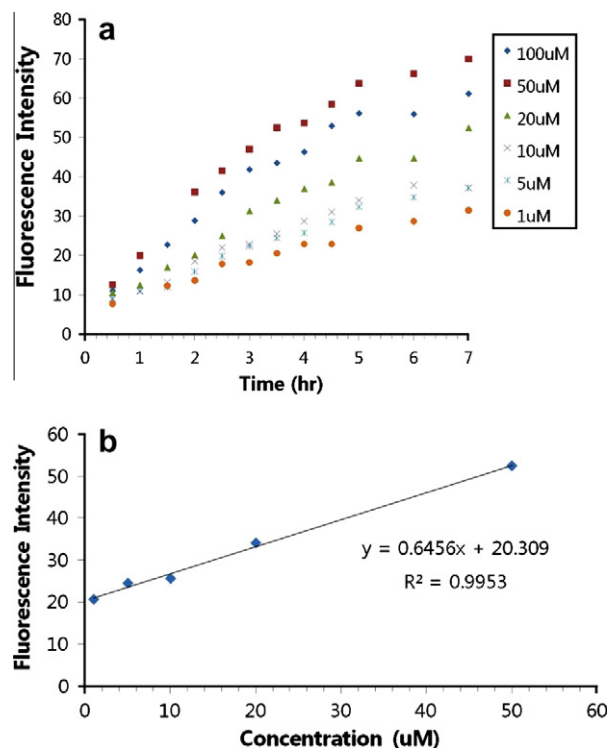 a
Fluorescence Intensity
80
70
60
50
40
30
20
10
0
0 1 2 3 4 5 6 7
Time (hr)
100uM
50uM
20uM
10uM
5uM
1uM
b
Fluorescence Intensity
60
50
40
30
20
10
0
y = 0.6456x + 20.309
R² = 0.9953
0 10 20 30 40 50 60
Concentration (uM)